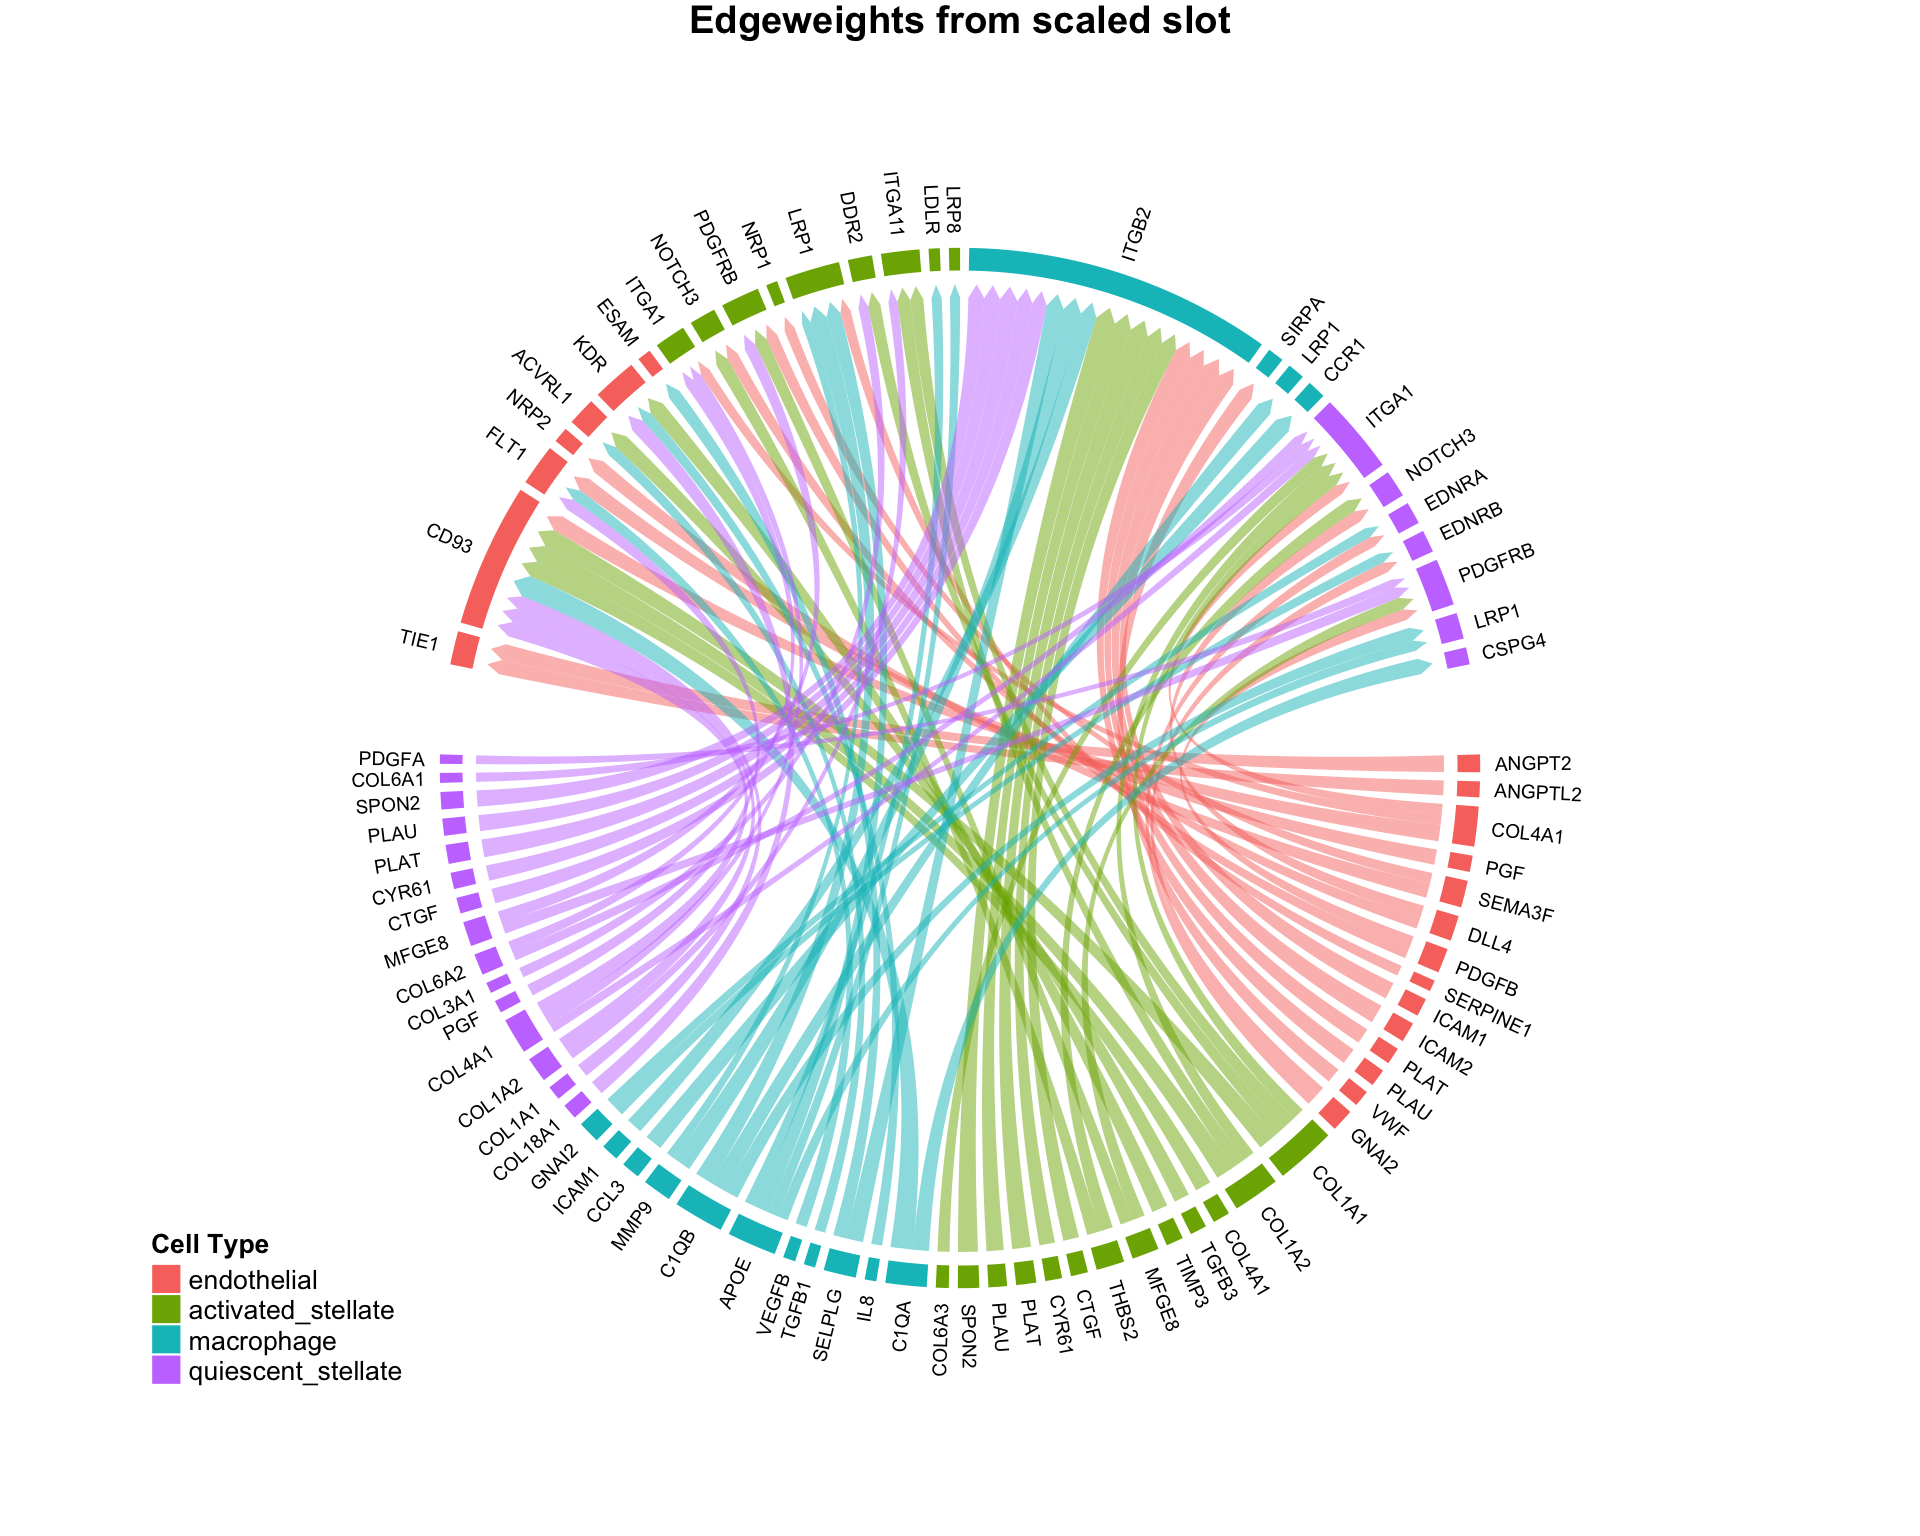 Edgeweights from scaled slot
TIE1
CD93
FLT1
NRP2
ACVRL1
KDR
ESAM
ITGA1
NOTCH3
PDGFRB
NRP1
LRP1
DDR2
ITGA11
LDLR
LRP8
ITGB2
SIRPA
LRP1
CCR1
ITGA1
NOTCH3
EDNRA
EDNRB
PDGFRB
LRP1
CSPG4
ANGPT2
ANGPTL2
COL4A1
PGF
SEMA3F
DLL4
PDGFB
SERPINE1
ICAM1
ICAM2
PLAT
PLAU
VWF
GNAI2
COL1A1
COL1A2
COL4A1
TGFB3
TIMP3
MFGE8
THBS2
CTGF
CYR61
PLAT
PLAU
SPON2
COL6A3
C1QA
IL8
SELPLG
TGFB1
VEGFB
APOE
C1QB
MMP9
CCL3
ICAM1
GNAI2
COL18A1
COL1A1
COL1A2
COL4A1
PGF
COL3A1
COL6A2
MFGE8
CTGF
CYR61
PLAT
PLAU
SPON2
COL6A1
PDGFA
Cell Type
endothelial
activated_stellate
macrophage
quiescent_stellate